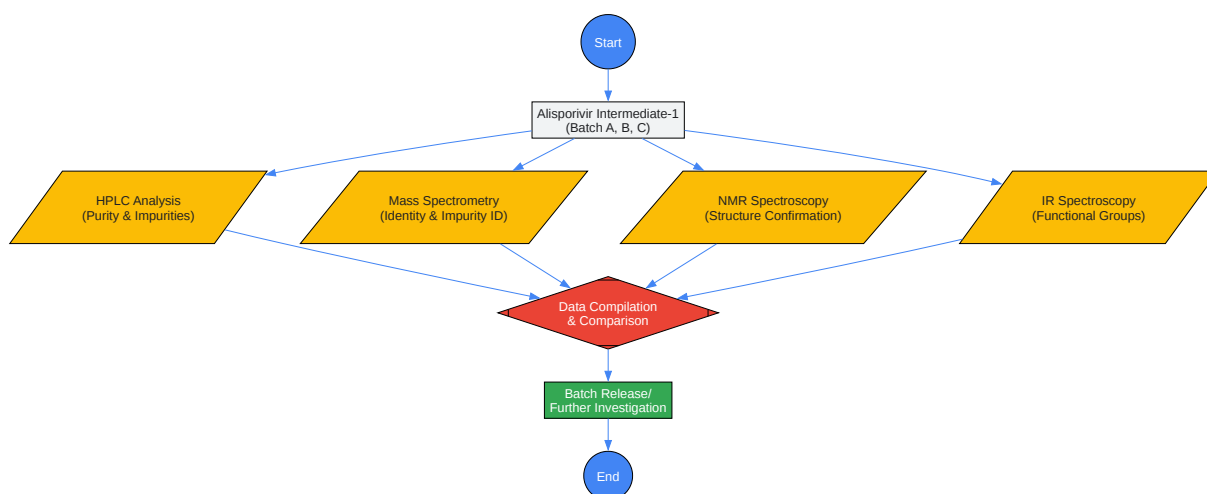 Start
Alisporivir Intermediate-1
(Batch A, B, C)
HPLC Analysis
(Purity & Impurities)
Mass Spectrometry
(Identity & Impurity ID)
NMR Spectroscopy
(Structure Confirmation)
IR Spectroscopy
(Functional Groups)
Data Compilation
& Comparison
Batch Release/
Further Investigation
End